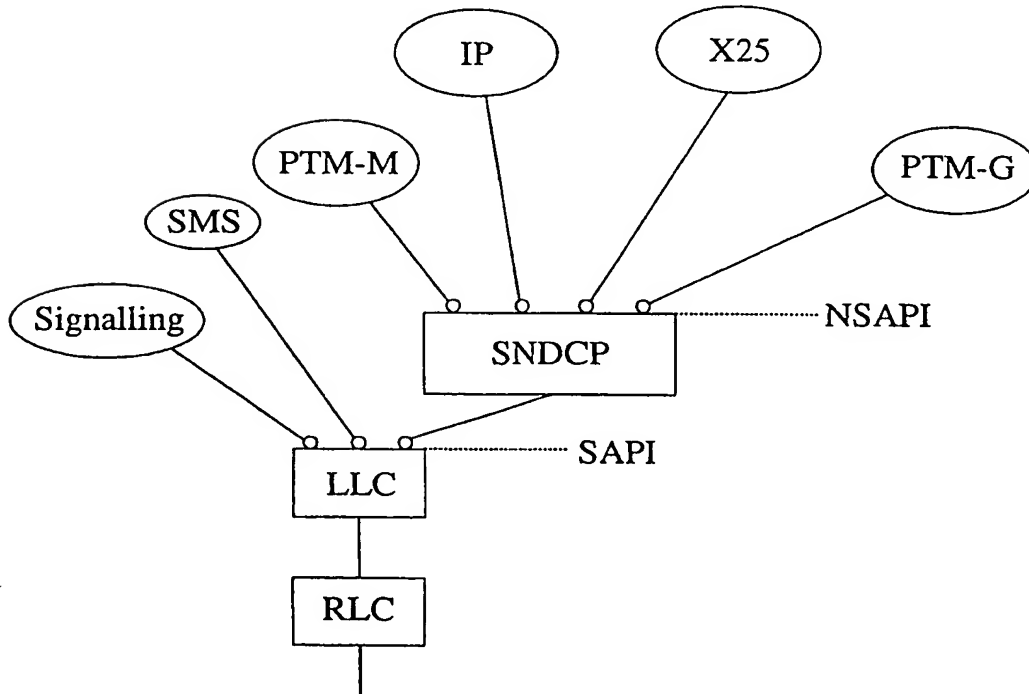 IP
X25
PTM-M
PTM-G
SMS
Signalling
NSAPI
SNDCP
SAPI
LLC
RLC